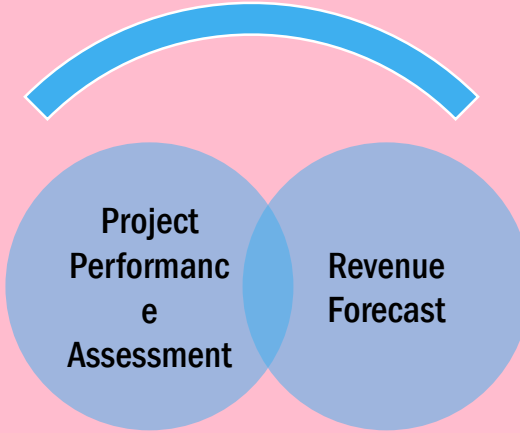 Project
Performanc
e
Assessment
Revenue
Forecast